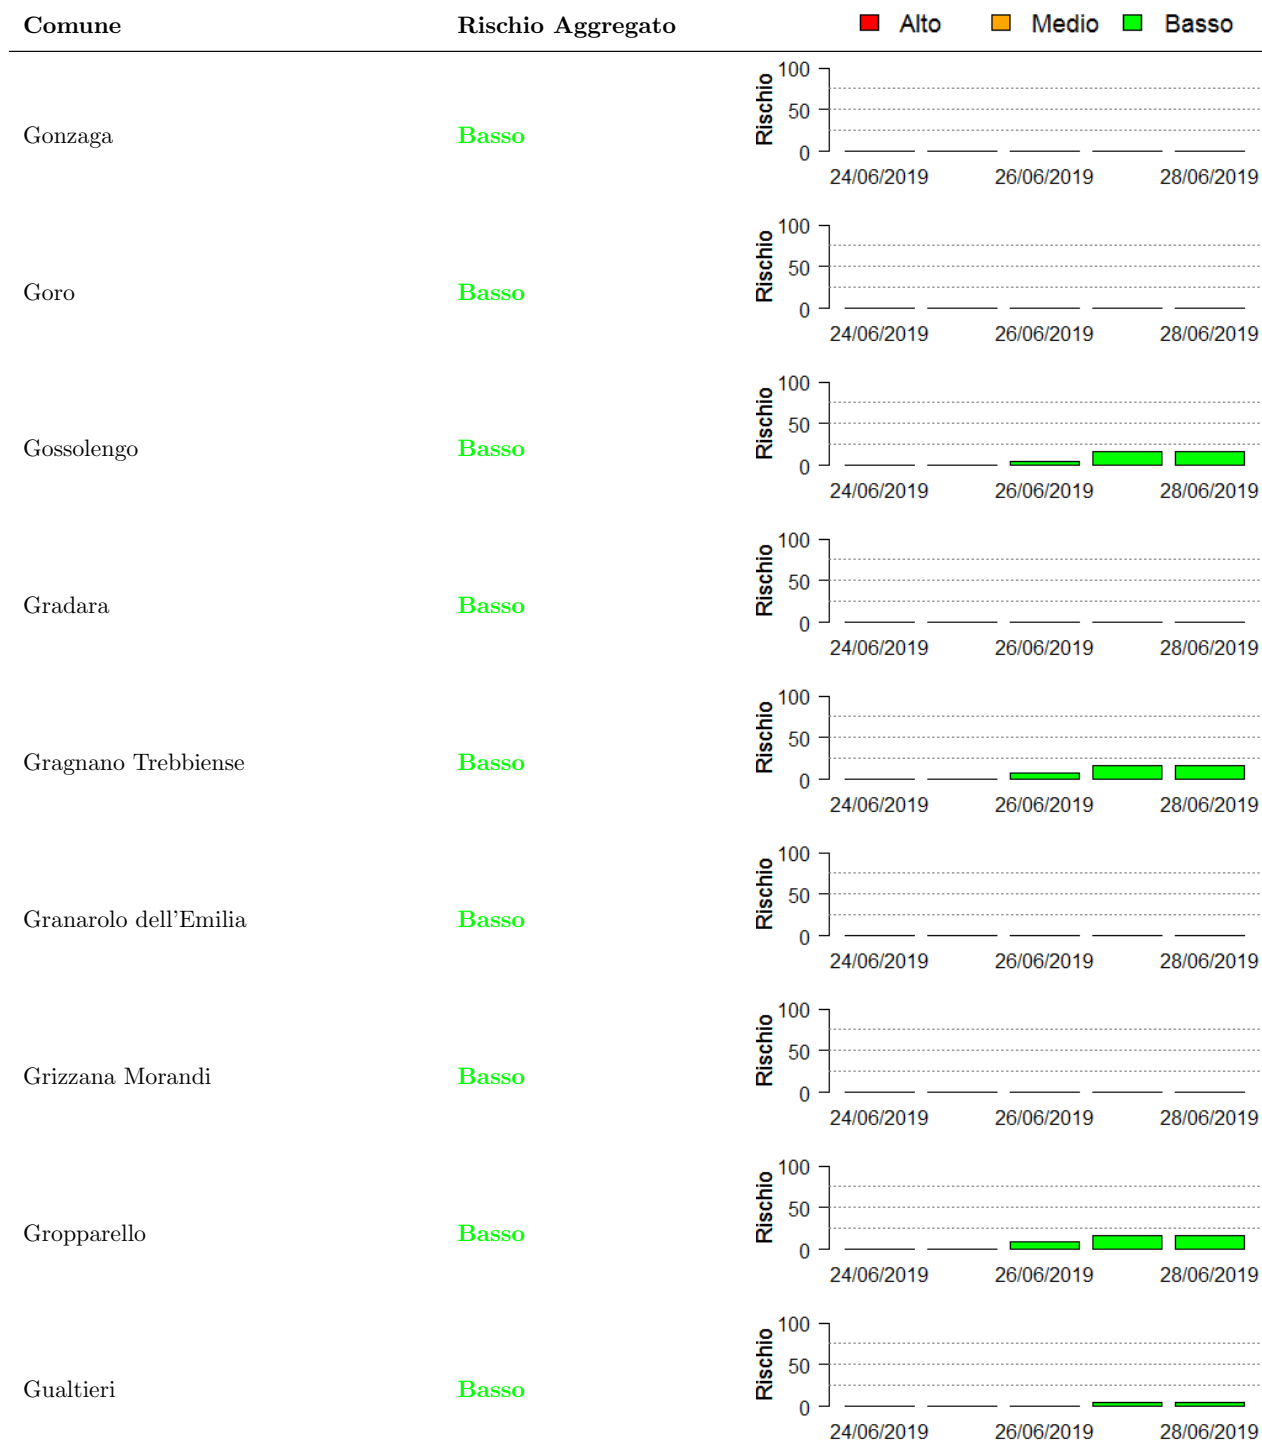 Comune Rischio Aggregato Alto Medio Basso
100
50
0
Rischio
Gonzaga Basso
24/06/2019 26/06/2019 28/06/2019
100
50
0
Rischio
Goro Basso
24/06/2019 26/06/2019 28/06/2019
100
50
0
Rischio
Gossolengo Basso
24/06/2019 26/06/2019 28/06/2019
100
50
0
Rischio
Gradara Basso
24/06/2019 26/06/2019 28/06/2019
100
50
0
Rischio
Gragnano Trebbiense Basso
24/06/2019 26/06/2019 28/06/2019
100
50
0
Rischio
Granarolo dell'Emilia Basso
24/06/2019 26/06/2019 28/06/2019
100
50
0
Rischio
Grizzana Morandi Basso
24/06/2019 26/06/2019 28/06/2019
100
50
0
Rischio
Gropparello Basso
24/06/2019 26/06/2019 28/06/2019
100
50
0
Rischio
Gualtieri Basso
24/06/2019 26/06/2019 28/06/2019